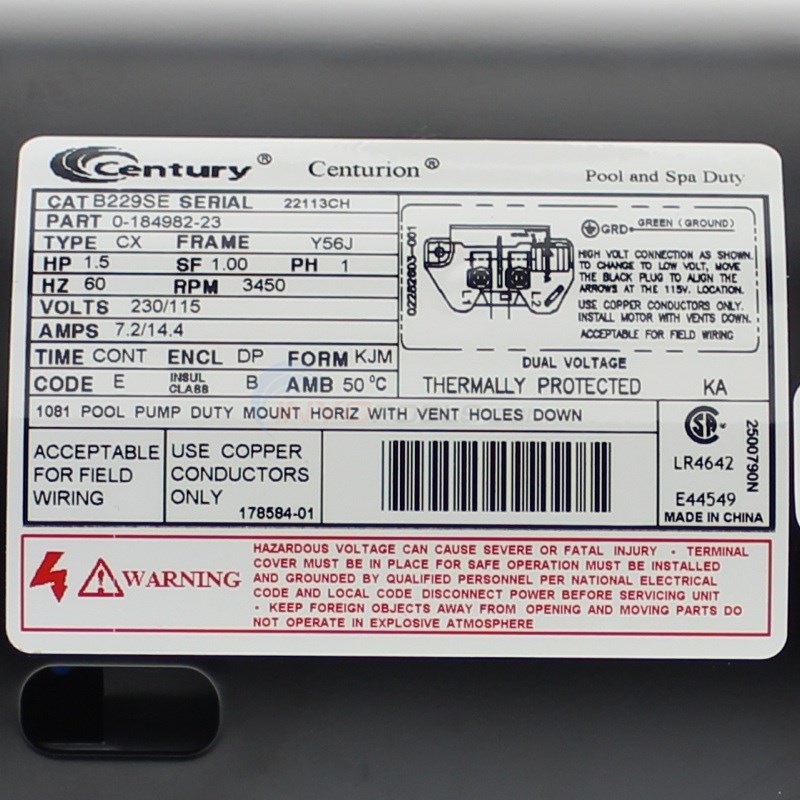 Century® Centurion® Pool and Spa Duty
CAT B229SE SERIAL 22113CH
PART 0-184982-23
TYPE CX FRAME Y56J
HP 1.5 SF 1.00 PH 1
HZ 60 RPM 3450
VOLTS 230/115
AMPS 7.2/14.4
TIME CONT ENCL DP FORM KJM
CODE E INSUL CLASS B AMB 50 °C
02262603-001
L1 L2
GRD GREEN (GROUND)
HIGH VOLT CONNECTION AS SHOWN.
TO CHANGE TO LOW VOLT, MOVE
THE BLACK PLUG TO ALIGN THE
ARROWS AT THE 115V. LOCATION.
USE COPPER CONDUCTORS ONLY.
INSTALL MOTOR WITH VENTS DOWN.
ACCEPTABLE FOR FIELD WIRING
DUAL VOLTAGE
THERMALLY PROTECTED KA
1081 POOL PUMP DUTY MOUNT HORIZ WITH VENT HOLES DOWN
ACCEPTABLE
FOR FIELD
WIRING
USE COPPER
CONDUCTORS
ONLY
178584-01
SA
LR4642
E44549
MADE IN CHINA
2500790N
WARNING
HAZARDOUS VOLTAGE CAN CAUSE SEVERE OR FATAL INJURY • TERMINAL
COVER MUST BE IN PLACE FOR SAFE OPERATION MUST BE INSTALLED
AND GROUNDED BY QUALIFIED PERSONNEL PER NATIONAL ELECTRICAL
CODE AND LOCAL CODE DISCONNECT POWER BEFORE SERVICING UNIT
• KEEP FOREIGN OBJECTS AWAY FROM OPENING AND MOVING PARTS DO
NOT OPERATE IN EXPLOSIVE ATMOSPHERE